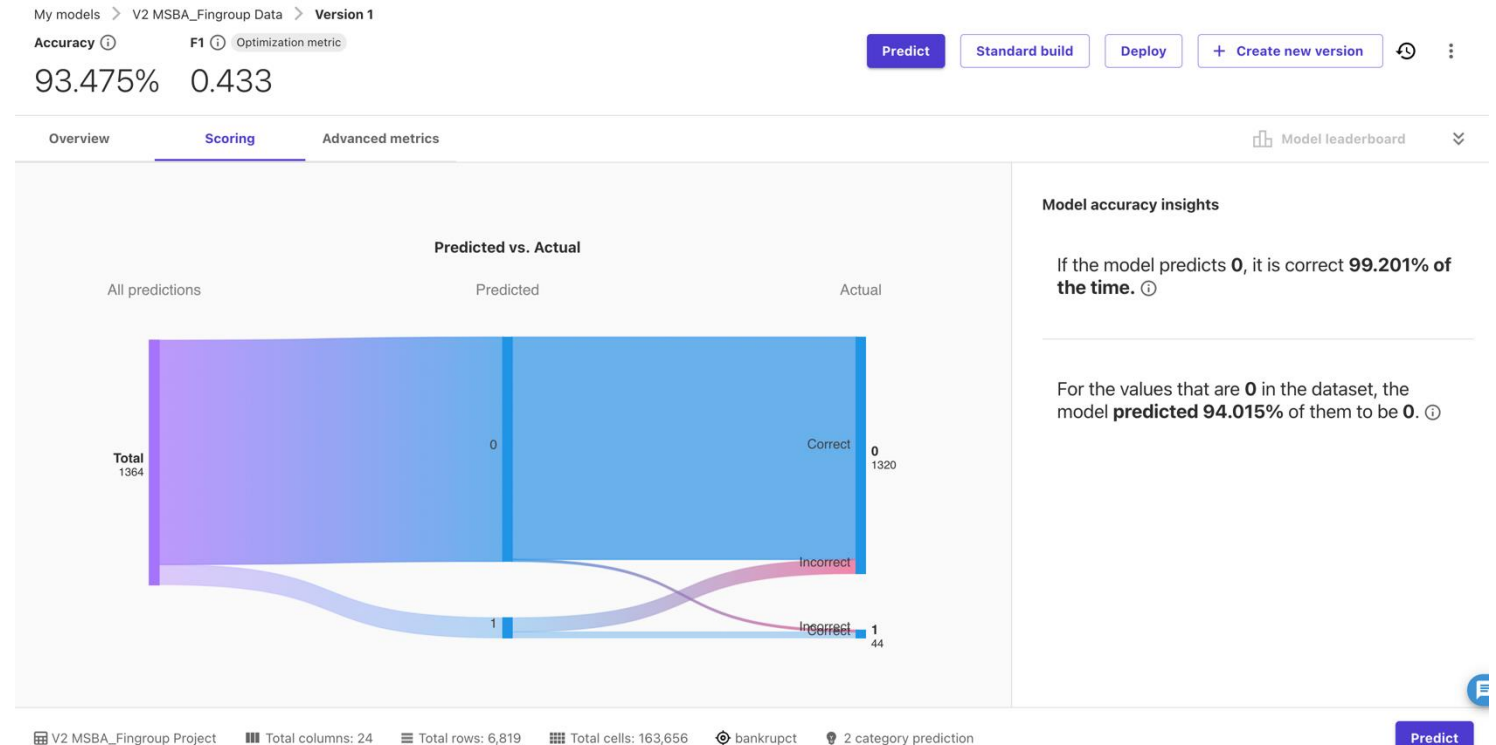 My models > V2 MSBA_Fingroup Data > Version 1
Accuracy F1 Optimization metric
93.475% 0.433
Predict Standard build Deploy + Create new version
Overview Scoring Advanced metrics Model leaderboard
Predicted vs. Actual
All predictions Predicted Actual
Total
1364
0
1
Correct
0
1320
Incorrect
Incorrect
Correct
1
44
Model accuracy insights
If the model predicts 0, it is correct 99.201% of
the time.
For the values that are 0 in the dataset, the
model predicted 94.015% of them to be 0.
V2 MSBA_Fingroup Project Total columns: 24 Total rows: 6,819 Total cells: 163,656 bankrupt 2 category prediction Predict